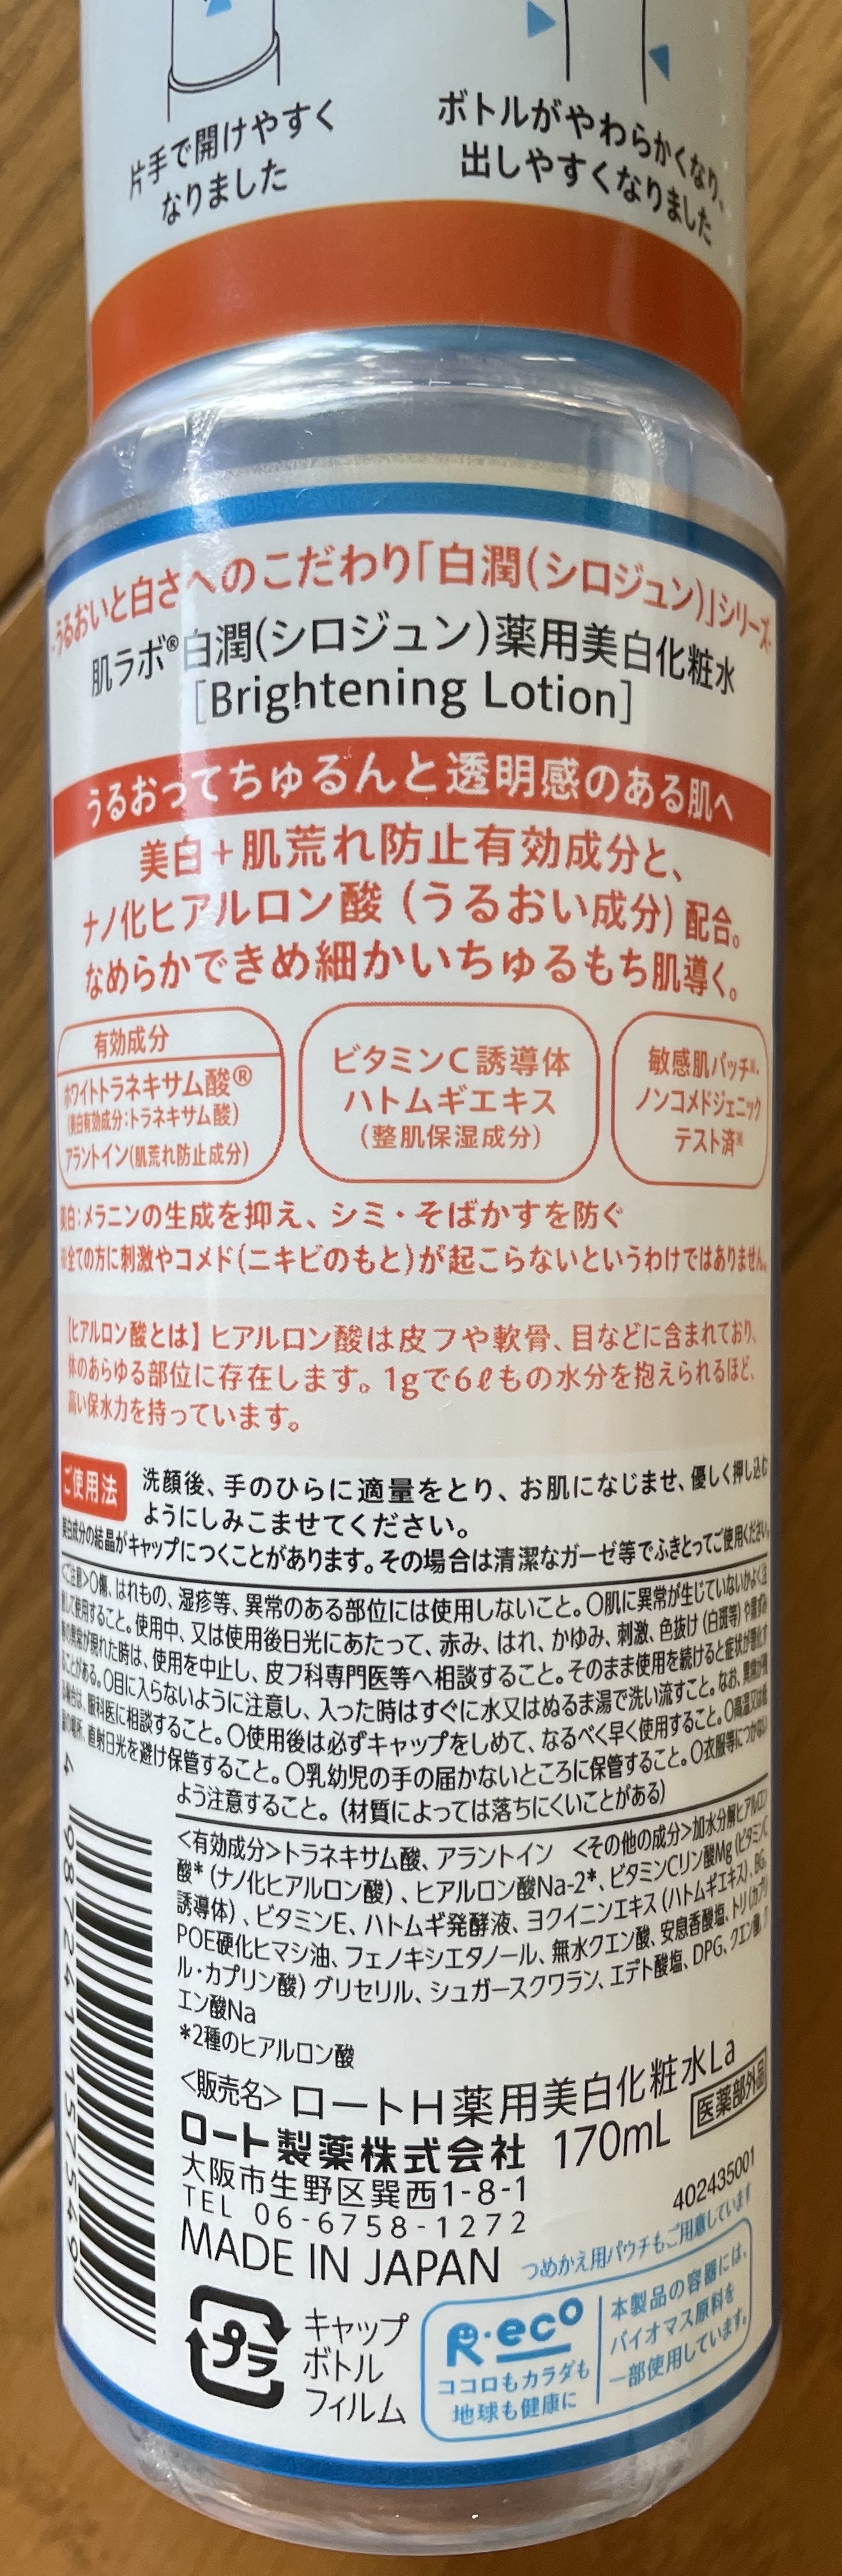 片手で開けやすく
なりました
ボトルがやわらかくなり、
出しやすくなりました
-うるおいと白さへのこだわり「白潤(シロジュン)」シリーズ-
肌ラボ®白潤(シロジュン)薬用美白化粧水
[Brightening Lotion]
うるおってちゅるんと透明感のある肌へ
美白+肌荒れ防止有効成分と、
ナノ化ヒアルロン酸(うるおい成分)配合。
なめらかできめ細かいちゅるもち肌導く。
有効成分
ホワイトトラネキサム酸®
(美白有効成分:トラネキサム酸)
アラントイン(肌荒れ防止成分)
ビタミンC誘導体
ハトムギエキス
(整肌保湿成分)
敏感肌パッチ※・
ノンコメドジェニック
テスト済※
美白:メラニンの生成を抑え、シミ・そばかすを防ぐ
※全ての方に刺激やコメド(ニキビのもと)が起こらないというわけではありません。
【ヒアルロン酸とは】ヒアルロン酸は皮フや軟骨、目などに含まれており、
体のあらゆる部位に存在します。1gで6ℓもの水分を抱えられるほど、
高い保水力を持っています。
ご使用法
洗顔後、手のひらに適量をとり、お肌になじませ、優しく押し込む
ようにしみこませてください。
美白成分の結晶がキャップにつくことがあります。その場合は清潔なガーゼ等でふきとってご使用ください。
<ご注意>○傷、はれもの、湿疹等、異常のある部位には使用しないこと。○肌に異常が生じていないかよく注
意して使用すること。使用中、又は使用後日光にあたって、赤み、はれ、かゆみ、刺激、色抜け(白斑等)や黒ずみ
等の異常が現れた時は、使用を中止し、皮フ科専門医等へ相談すること。そのまま使用を続けると症状が悪化す
ることがある。○目に入らないように注意し、入った時はすぐに水又はぬるま湯で洗い流すこと。なお、異常が残
る場合は、眼科医に相談すること。○使用後は必ずキャップをしめて、なるべく早く使用すること。○高温又は低
温の場所、直射日光を避け保管すること。○乳幼児の手の届かないところに保管すること。○衣服等につかない
よう注意すること。(材質によっては落ちにくいことがある)
<有効成分>トラネキサム酸、アラントイン <その他の成分>加水分解ヒアルロン
酸*(ナノ化ヒアルロン酸)、ヒアルロン酸Na-2*、ビタミンCリン酸Mg(ビタミンC
誘導体)、ビタミンE、ハトムギ発酵液、ヨクイニンエキス(ハトムギエキス)、BG、
POE硬化ヒマシ油、フェノキシエタノール、無水クエン酸、安息香酸塩、トリ(カプリ
ル・カプリン酸)グリセリル、シュガースクワラン、エデト酸塩、DPG、クエン酸、ク
エン酸Na
*2種のヒアルロン酸
<販売名>ロートH薬用美白化粧水La
ロート製薬株式会社 170mL 医薬部外品
大阪市生野区巽西1-8-1
TEL 06-6758-1272
402435001
MADE IN JAPAN
つめかえ用パウチもご用意しています
プラ
キャップ
ボトル
フィルム
R・eco
ココロもカラダも
地球も健康に
本製品の容器には、
バイオマス原料を
一部使用しています。
4 987241 157549